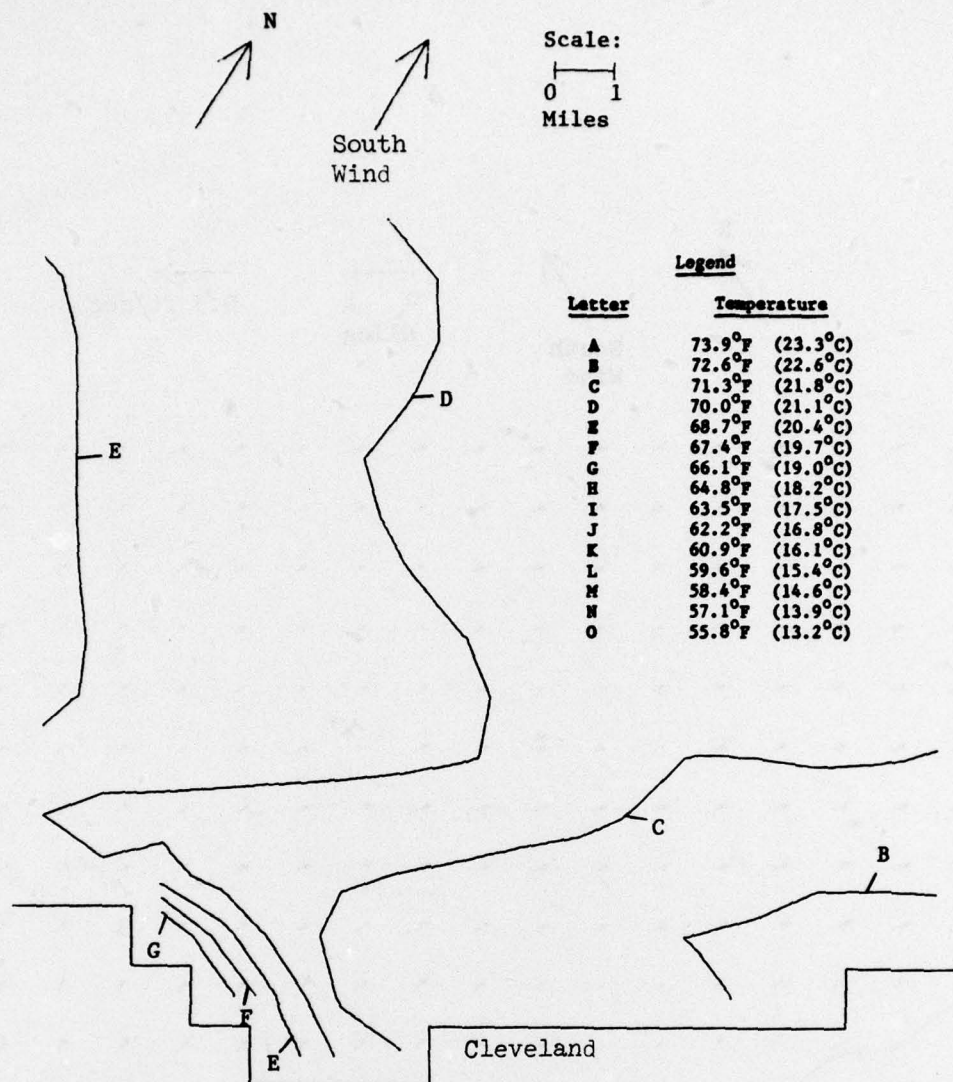 N
Scale:
0 1
Miles
South
Wind
Legend
Letter Temperature
A 73.9°F (23.3°C)
B 72.6°F (22.6°C)
C 71.3°F (21.8°C)
D 70.0°F (21.1°C)
E 68.7°F (20.4°C)
F 67.4°F (19.7°C)
G 66.1°F (19.0°C)
H 64.8°F (18.2°C)
I 63.5°F (17.5°C)
J 62.2°F (16.8°C)
K 60.9°F (16.1°C)
L 59.6°F (15.4°C)
M 58.4°F (14.6°C)
N 57.1°F (13.9°C)
O 55.8°F (13.2°C)
D
E
C
B
G
F
E
Cleveland